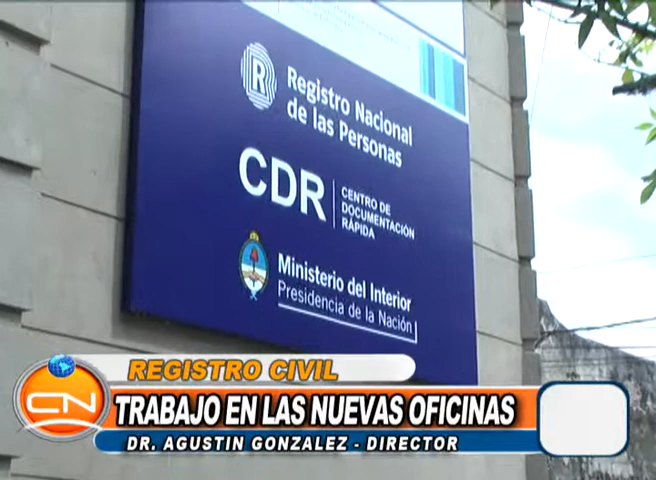 R
Registro Nacional
de las Personas
CDR
CENTRO DE
DOCUMENTACIÓN
RÁPIDA
Ministerio del Interior
Presidencia de la Nación
REGISTRO CIVIL
CN
TRABAJO EN LAS NUEVAS OFICINAS
DR. AGUSTIN GONZALEZ - DIRECTOR